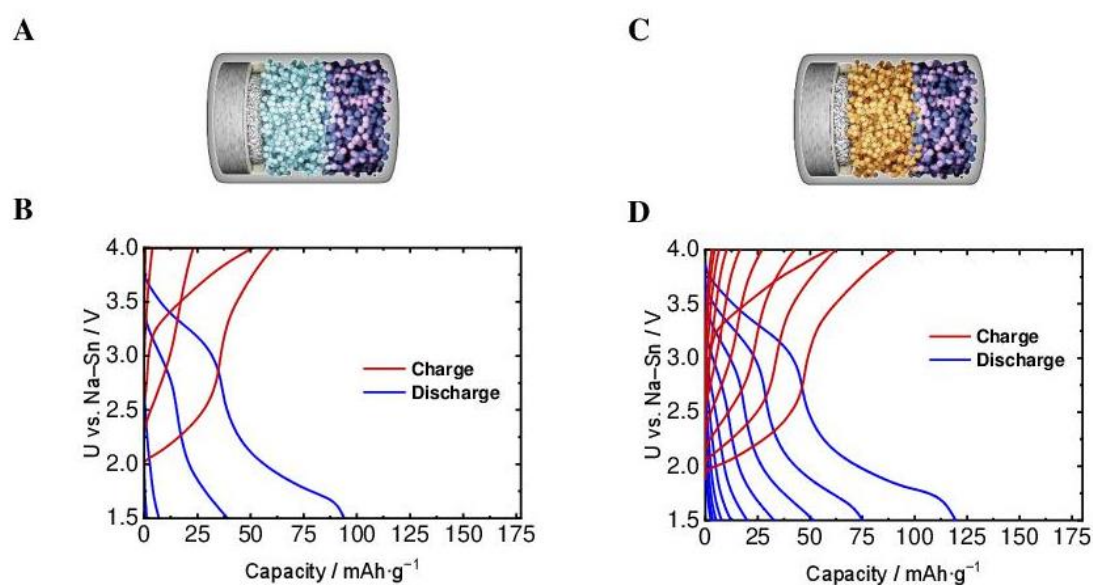 A
C
B
D
4.0
3.5
3.0
2.5
2.0
1.5
U vs. Na–Sn / V
Charge
Discharge
0 25 50 75 100 125 150 175
Capacity / mAh·g⁻¹
4.0
3.5
3.0
2.5
2.0
1.5
U vs. Na–Sn / V
Charge
Discharge
0 25 50 75 100 125 150 175
Capacity / mAh·g⁻¹